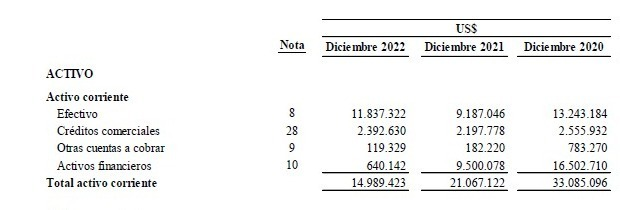 US$
Nota Diciembre 2022 Diciembre 2021 Diciembre 2020
ACTIVO
Activo corriente
Efectivo 8 11.837.322 9.187.046 13.243.184
Créditos comerciales 28 2.392.630 2.197.778 2.555.932
Otras cuentas a cobrar 9 119.329 182.220 783.270
Activos financieros 10 640.142 9.500.078 16.502.710
Total activo corriente 14.989.423 21.067.122 33.085.096